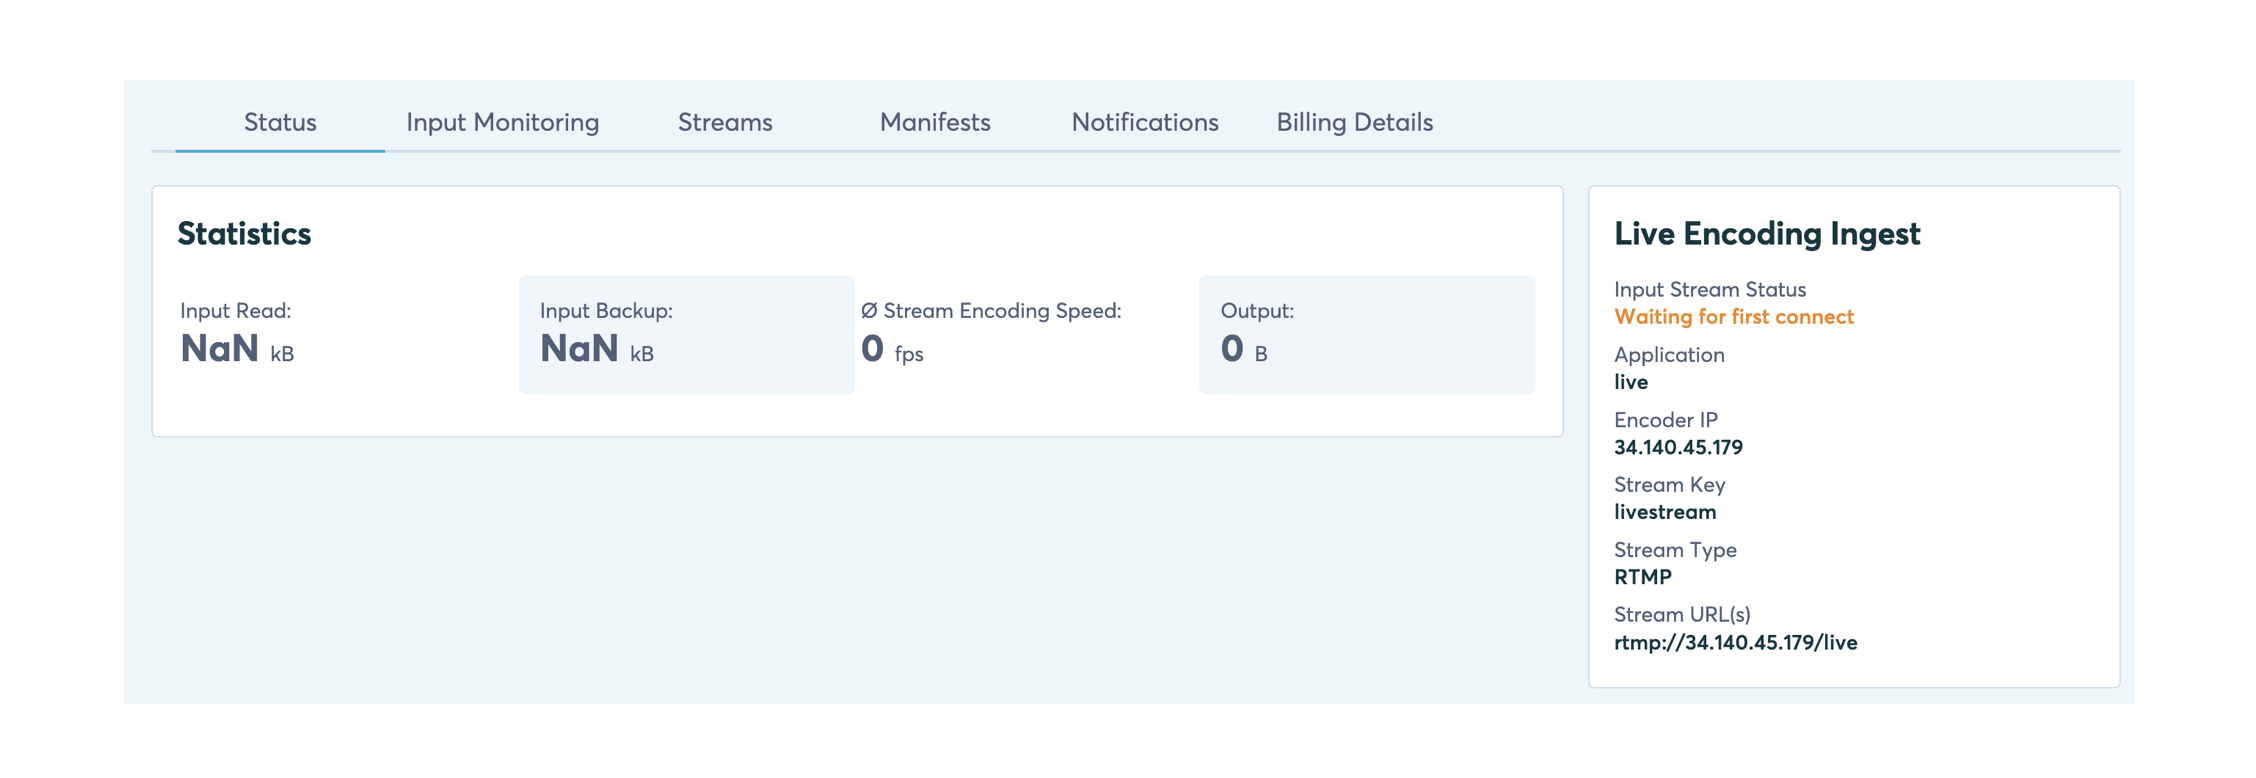 Status Input Monitoring Streams Manifests Notifications Billing Details
Statistics
Input Read:
NaN kB
Input Backup:
NaN kB
Ø Stream Encoding Speed:
0 fps
Output:
0 B
Live Encoding Ingest
Input Stream Status
Waiting for first connect
Application
live
Encoder IP
34.140.45.179
Stream Key
livestream
Stream Type
RTMP
Stream URL(s)
rtmp://34.140.45.179/live